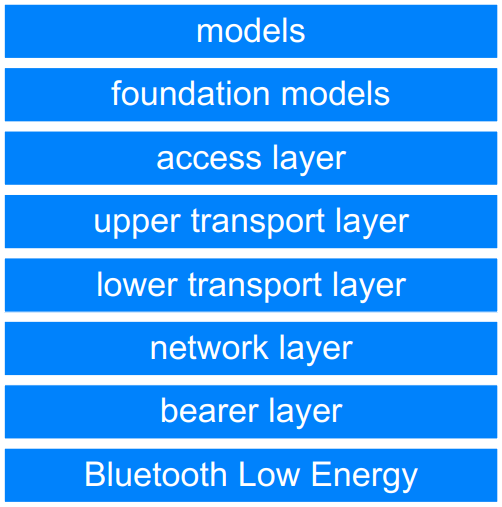 models
foundation models
access layer
upper transport layer
lower transport layer
network layer
bearer layer
Bluetooth Low Energy